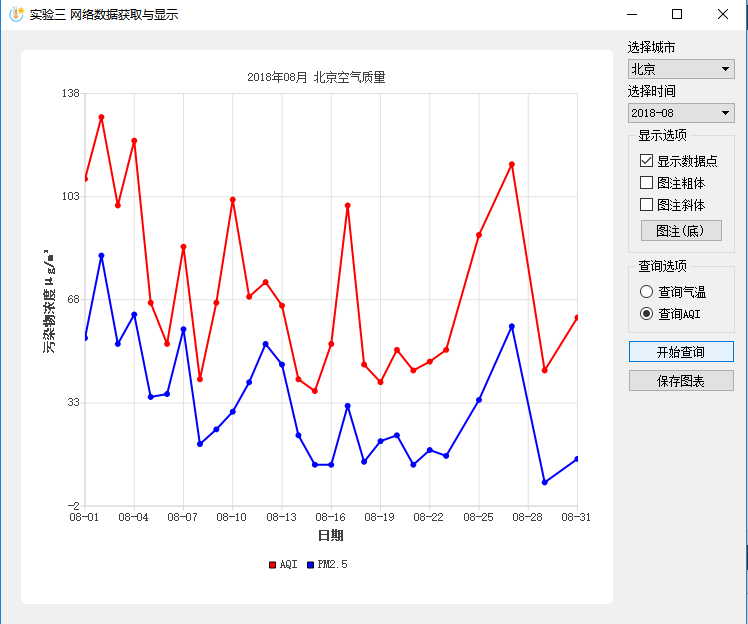 实验三 网络数据获取与显示
2018年08月 北京空气质量
138
103
68
33
-2
污染物浓度μg/m³
08-01 08-04 08-07 08-10 08-13 08-16 08-19 08-22 08-25 08-28 08-31
日期
AQI PM2.5
选择城市
北京
选择时间
2018-08
显示选项
显示数据点
图注粗体
图注斜体
图注(底)
查询选项
查询气温
查询AQI
开始查询
保存图表